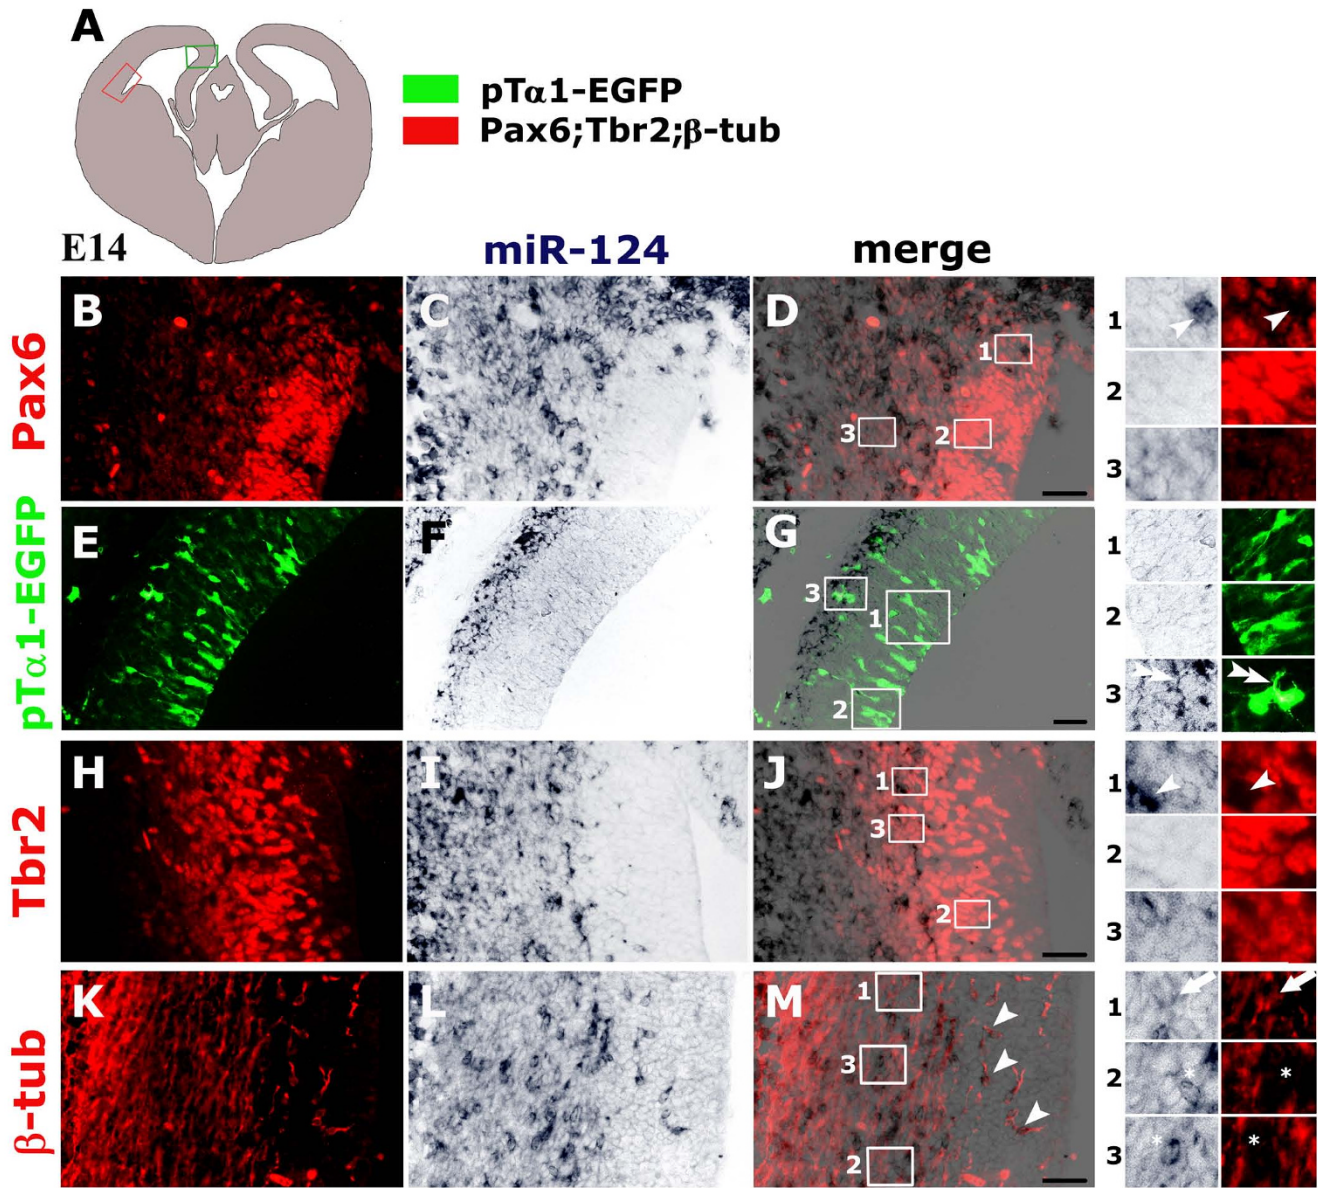 A
pTα1-EGFP
Pax6;Tbr2;β-tub
E14
miR-124
merge
Pax6
B
C
D
1
2
3
1
2
3
pTα1-EGFP
E
F
G
3
1
2
1
2
3
Tbr2
H
I
J
1
3
2
1
2
3
β-tub
K
L
M
1
3
2
1
2
*
*
3
*
*